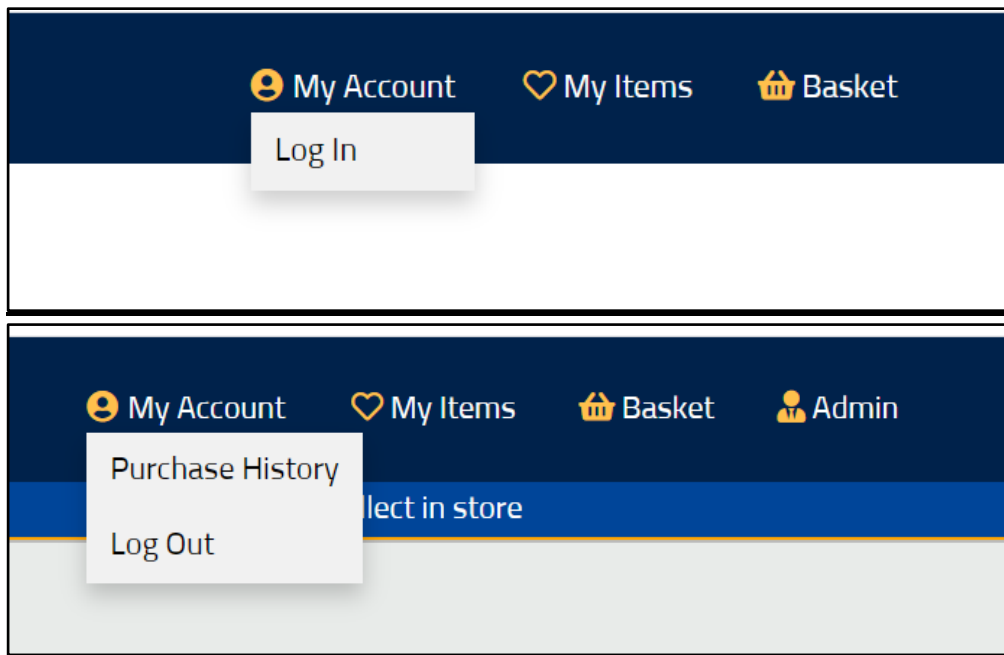 My Account My Items Basket
Log In
My Account My Items Basket Admin
Purchase History
llect in store
Log Out